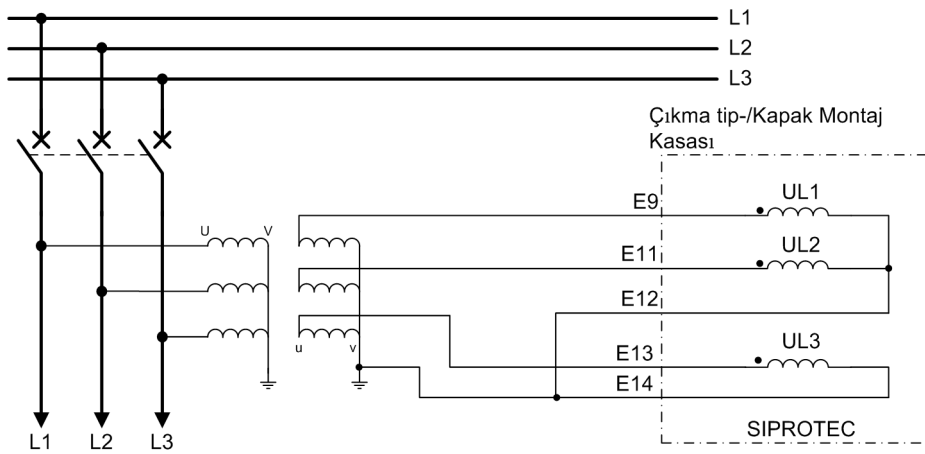 L1
L2
L3
Çıkma tip-/Kapak Montaj
Kasası
E9
UL1
U
V
E11
UL2
E12
u
v
E13
UL3
E14
L1
L2
L3
SIPROTEC